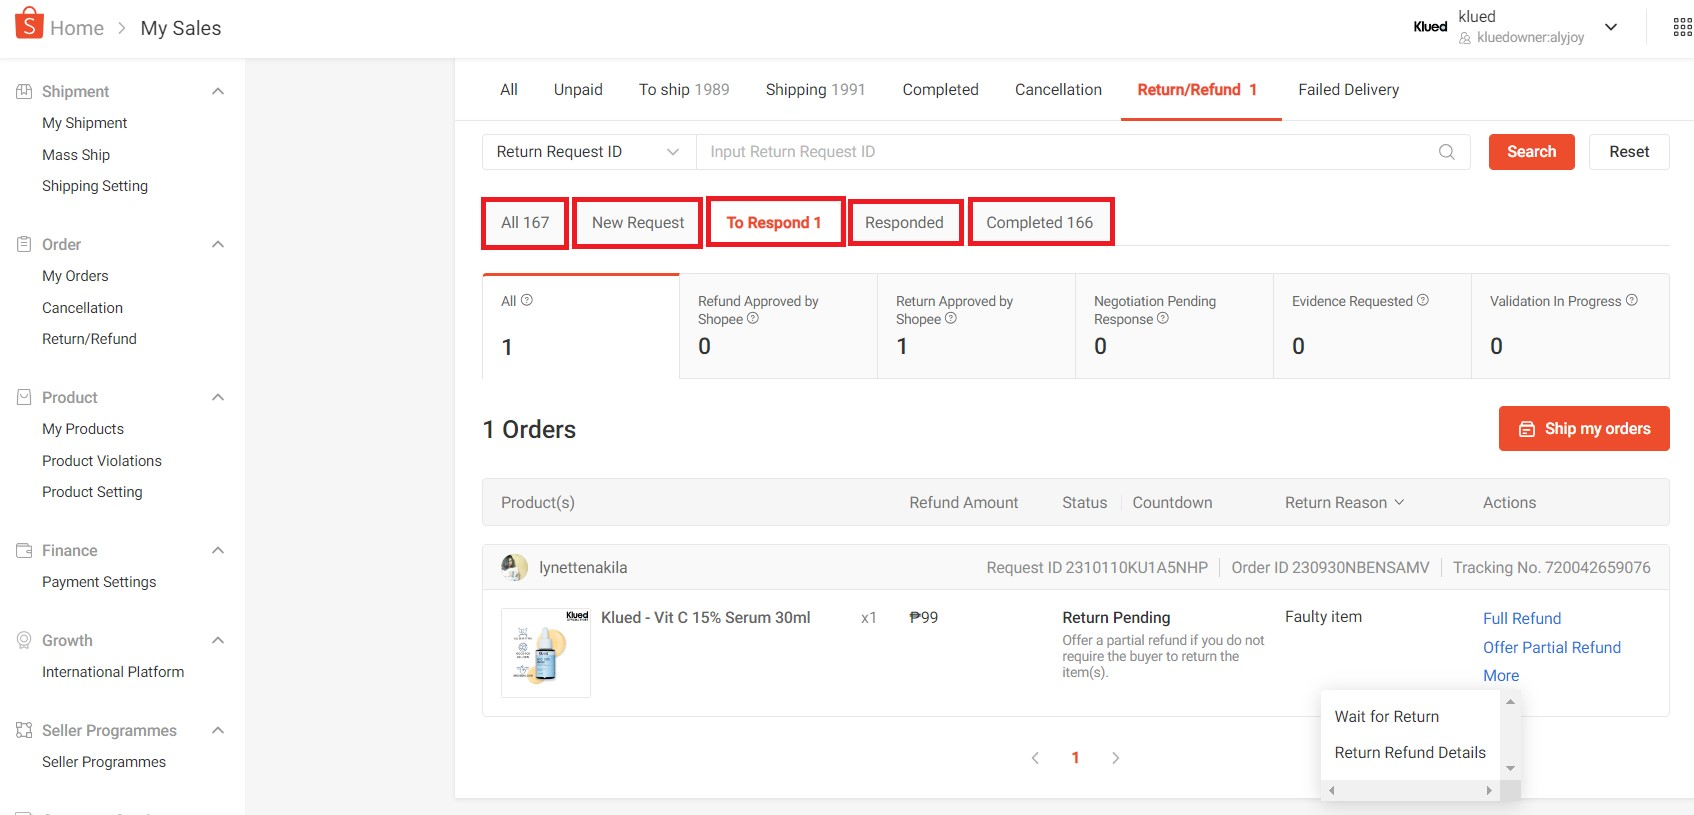 Home > My Sales
Klued
klued
kluedowner:alyjoy
Shipment
My Shipment
Mass Ship
Shipping Setting
Order
My Orders
Cancellation
Return/Refund
Product
My Products
Product Violations
Product Setting
Finance
Payment Settings
Growth
International Platform
Seller Programmes
Seller Programmes
All Unpaid To ship 1989 Shipping 1991 Completed Cancellation Return/Refund 1 Failed Delivery
Return Request ID Input Return Request ID Search Reset
All 167 New Request To Respond 1 Responded Completed 166
All
1
Refund Approved by
Shopee
0
Return Approved by
Shopee
1
Negotiation Pending
Response
0
Evidence Requested
0
Validation In Progress
0
1 Orders
Ship my orders
Product(s) Refund Amount Status Countdown Return Reason Actions
lynettenakila Request ID 2310110KU1A5NHP Order ID 230930NBENSAMV Tracking No. 720042659076
Klued
Klued - Vit C 15% Serum 30ml x1 ₱99
Return Pending
Offer a partial refund if you do not
require the buyer to return the
item(s).
Faulty item
Full Refund
Offer Partial Refund
More
Wait for Return
Return Refund Details
< 1 >